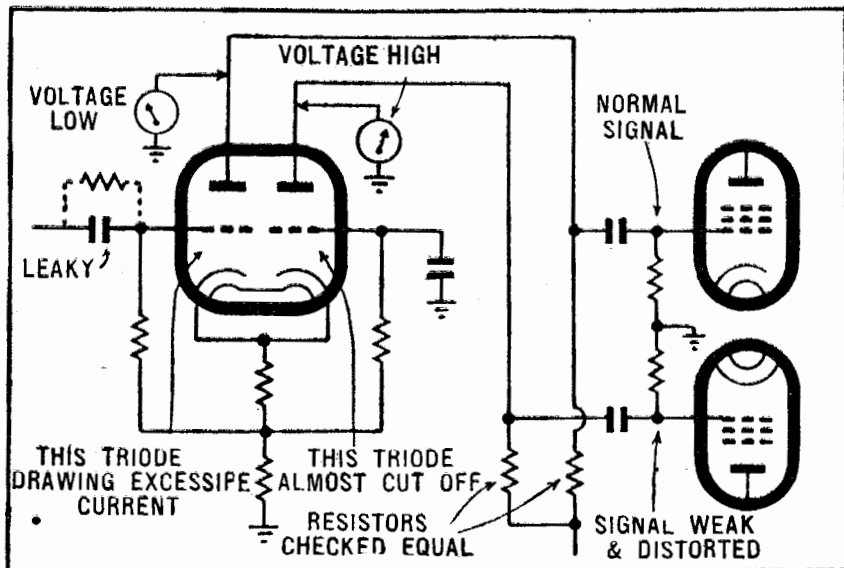 VOLTAGE HIGH
VOLTAGE
LOW
NORMAL
SIGNAL
LEAKY
THIS TRIODE
DRAWING EXCESSIPE
CURRENT
THIS TRIODE
ALMOST CUT OFF
RESISTORS
CHECKED EQUAL
SIGNAL WEAK
& DISTORTED